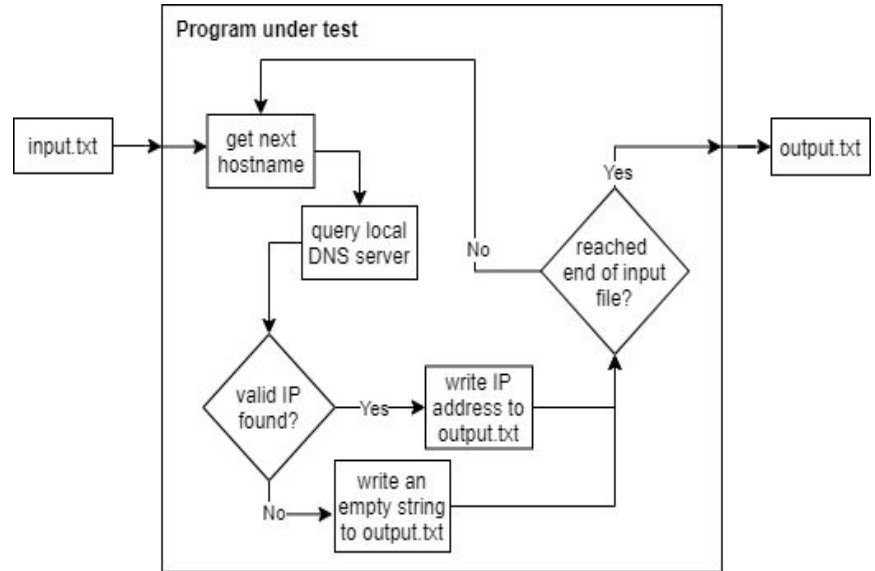 Program under test
input.txt
get next
hostname
query local
DNS server
valid IP
found?
Yes
write IP
address to
output.txt
No
write an
empty string
to output.txt
reached
end of input
file?
No
Yes
output.txt